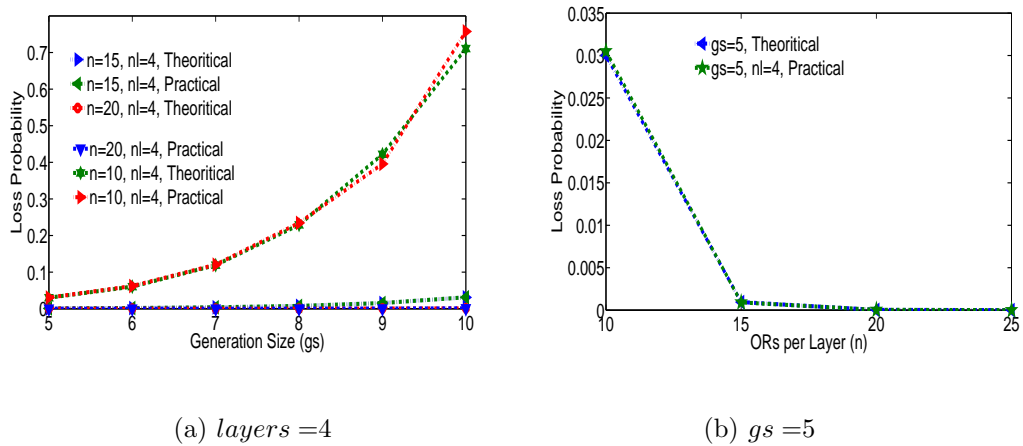 0.7
0.6
0.5
0.4
0.3
0.2
0.1
0
Loss Probability
n=15, nl=4, Theoritical
n=15, nl=4, Practical
n=20, nl=4, Theoritical
n=20, nl=4, Practical
n=10, nl=4, Theoritical
n=10, nl=4, Practical
5 6 7 8 9 10
Generation Size (gs)
(a) layers =4
0.035
0.03
0.025
0.02
0.015
0.01
0.005
0
Loss Probability
gs=5, Theoritical
gs=5, nl=4, Practical
10 15 20 25
ORs per Layer (n)
(b) gs =5